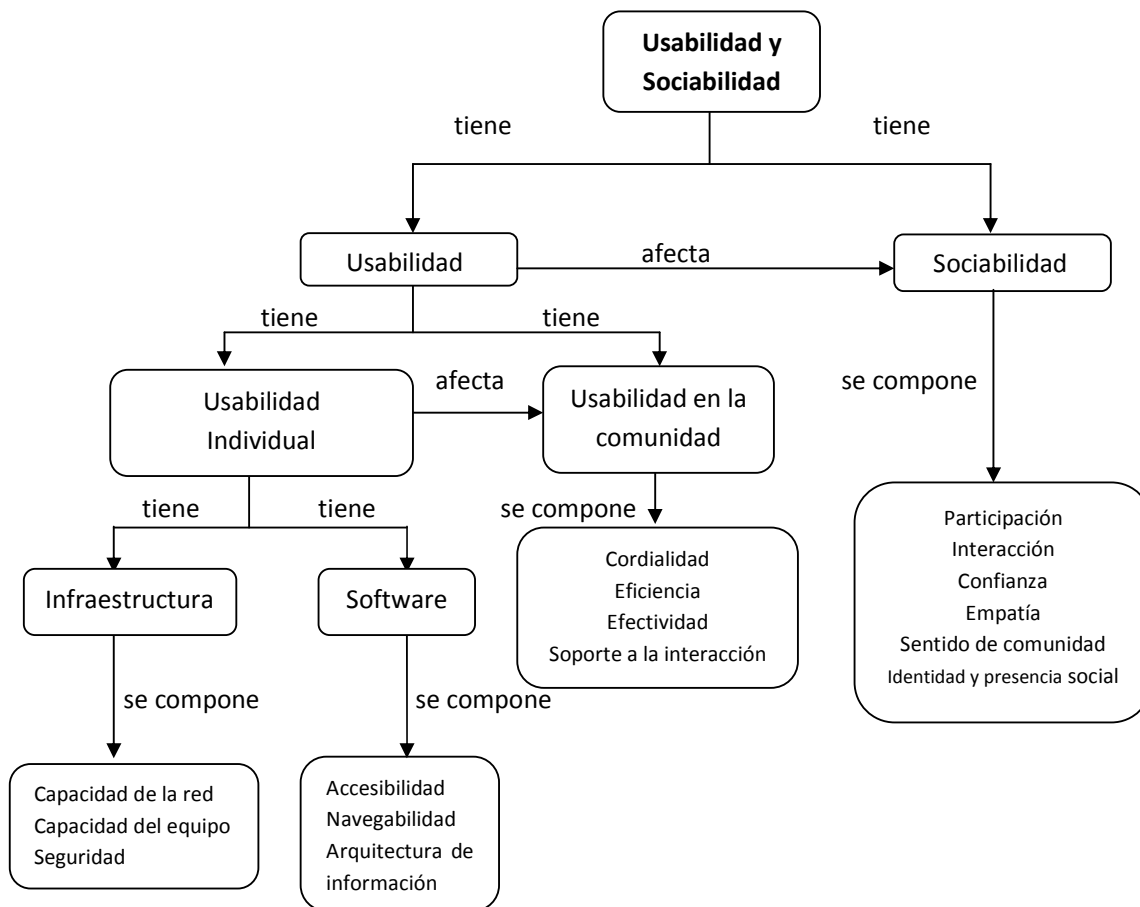 Usabilidad y
Sociabilidad
tiene
tiene
Usabilidad
afecta
Sociabilidad
tiene
tiene
Usabilidad
Individual
afecta
Usabilidad en la
comunidad
se compone
tiene
tiene
se compone
Infraestructura
Software
Cordialidad
Eficiencia
Efectividad
Soporte a la interacción
Participación
Interacción
Confianza
Empatía
Sentido de comunidad
Identidad y presencia social
se compone
se compone
Capacidad de la red
Capacidad del equipo
Seguridad
Accesibilidad
Navegabilidad
Arquitectura de
información